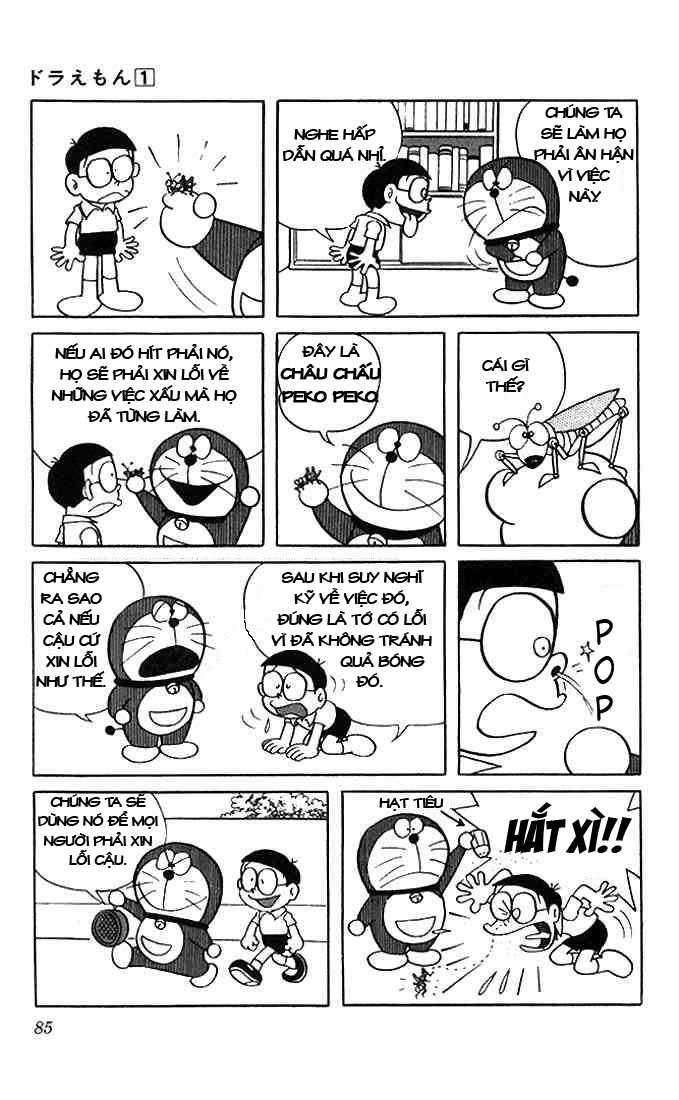 ドラえもん1
CHÚNG TA
SẼ LÀM HỌ
PHẢI ÂN HẬN
VÌ VIỆC
NÀY.
NGHE HẤP
DẪN QUÁ NHỈ.
CÁI GÌ
THẾ?
ĐÂY LÀ
CHÂU CHẤU
PEKO PEKO
NẾU AI ĐÓ HÍT PHẢI NÓ,
HỌ SẼ PHẢI XIN LỖI VỀ
NHỮNG VIỆC XẤU MÀ HỌ
ĐÃ TỪNG LÀM.
POP
SAU KHI SUY NGHĨ
KỸ VỀ VIỆC ĐÓ,
ĐÚNG LÀ TỚ CÓ LỖI
VÌ ĐÃ KHÔNG TRÁNH
QUẢ BÓNG
ĐÓ.
CHẲNG
RA SAO
CẢ NẾU
CẬU CỨ
XIN LỖI
NHƯ THẾ.
HẠT TIÊU
HẮT XÌ!!
CHÚNG TA SẼ
DÙNG NÓ ĐỂ MỌI
NGƯỜI PHẢI XIN
LỖI CẬU.
85